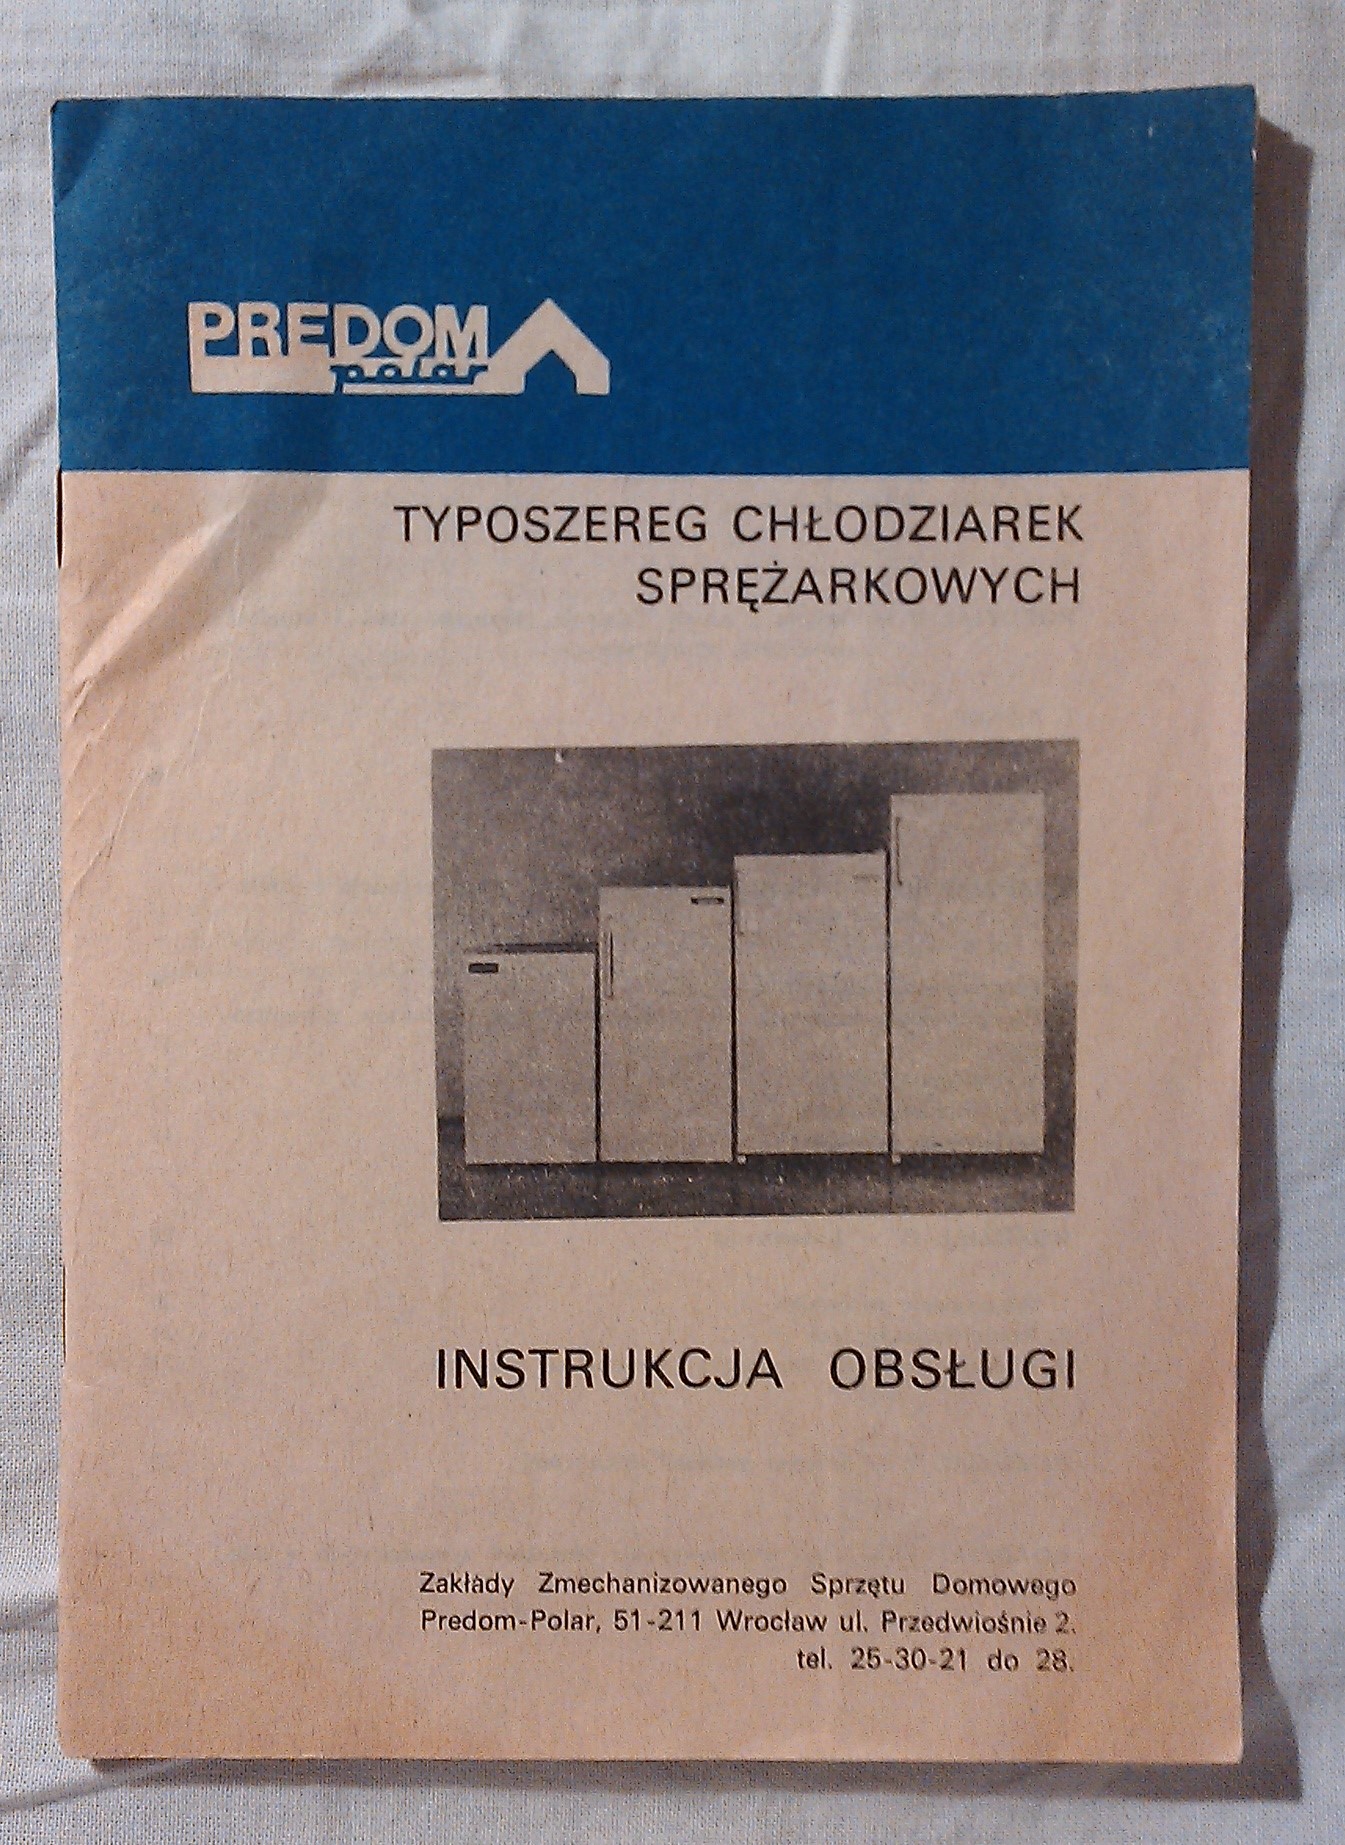 PREDOM
polar
TYPOSZEREG CHŁODZIAREK
SPRĘŻARKOWYCH
INSTRUKCJA OBSŁUGI
Zakłady Zmechanizowanego Sprzętu Domowego
Predom-Polar, 51-211 Wrocław ul. Przedwiośnie 2.
tel. 25-30-21 do 28.